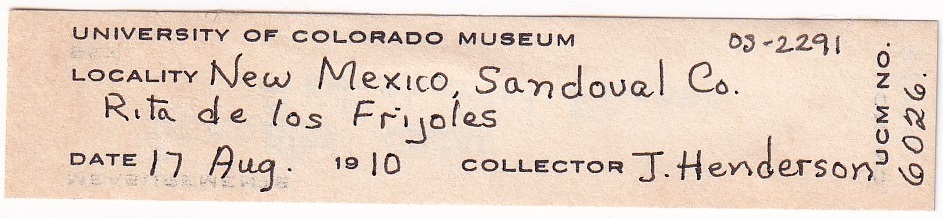 UNIVERSITY OF COLORADO MUSEUM OS-2291
LOCALITY New Mexico, Sandoval Co.
Rita de los Frijoles
DATE 17 Aug. 1910 COLLECTOR J. Henderson
UCM NO. 6026.